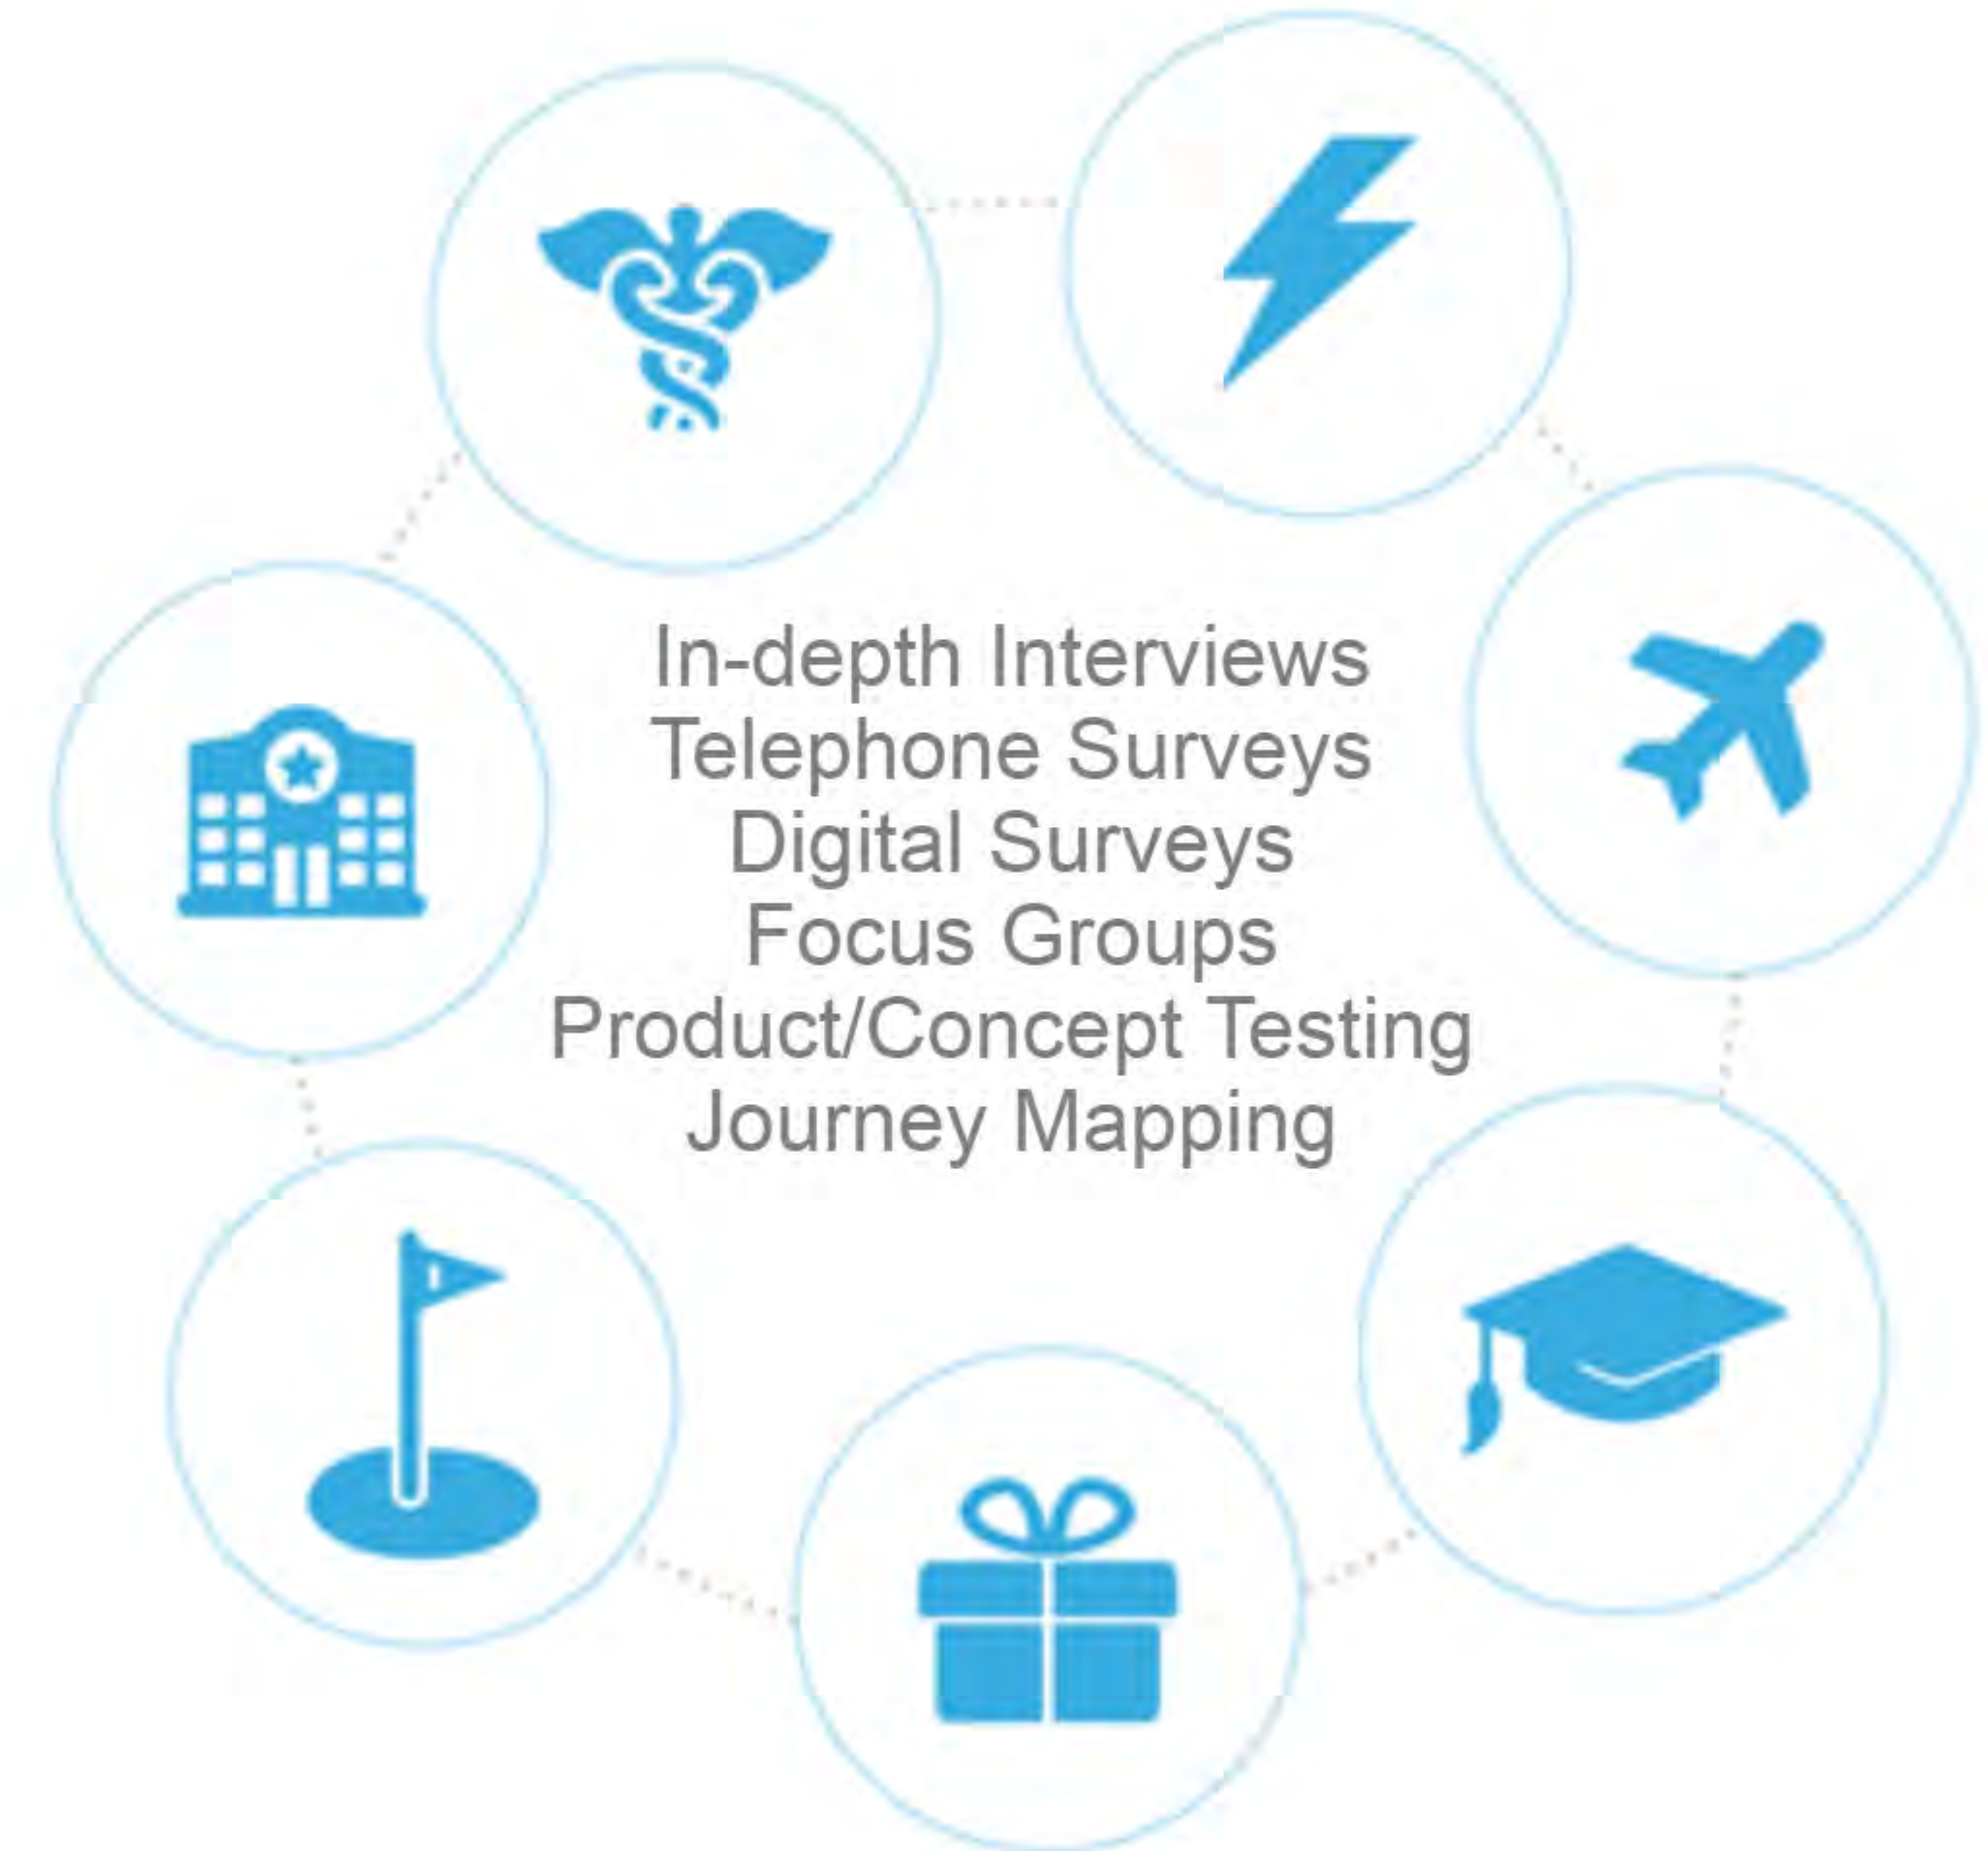 In-depth Interviews
Telephone Surveys
Digital Surveys
Focus Groups
Product/Concept Testing
Journey Mapping